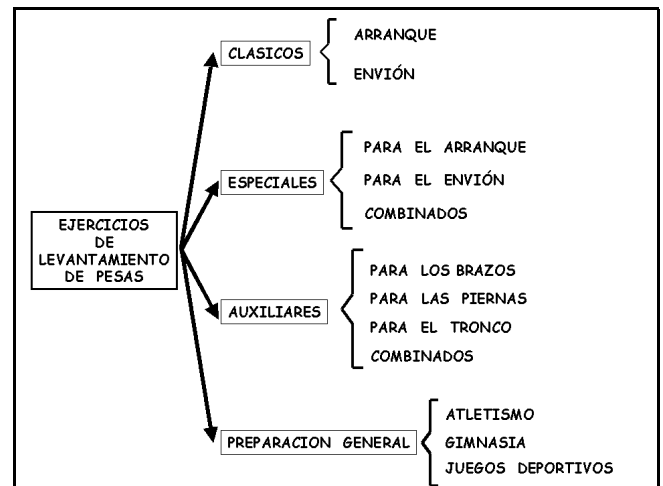 EJERCICIOS
DE
LEVANTAMIENTO
DE PESAS
CLASICOS
ARRANQUE
ENVIÓN
ESPECIALES
PARA EL ARRANQUE
PARA EL ENVIÓN
COMBINADOS
AUXILIARES
PARA LOS BRAZOS
PARA LAS PIERNAS
PARA EL TRONCO
COMBINADOS
PREPARACION GENERAL
ATLETISMO
GIMNASIA
JUEGOS DEPORTIVOS